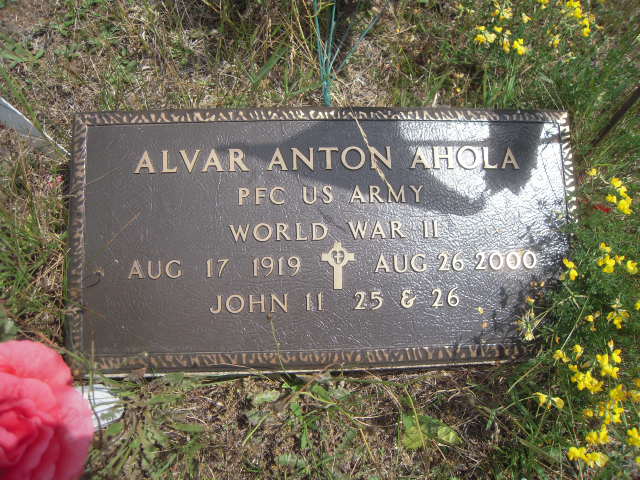 ALVAR ANTON AHOLA
PFC US ARMY
WORLD WAR II
AUG 17 1919 AUG 26 2000
JOHN 11 25 & 26